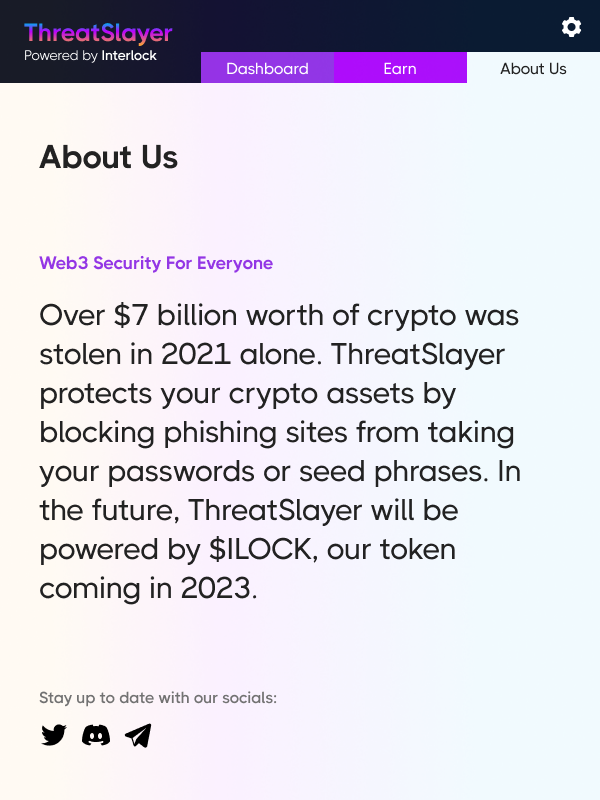 ThreatSlayer
Powered by Interlock
Dashboard
Earn
About Us
About Us
Web3 Security For Everyone
Over $7 billion worth of crypto was
stolen in 2021 alone. ThreatSlayer
protects your crypto assets by
blocking phishing sites from taking
your passwords or seed phrases. In
the future, ThreatSlayer will be
powered by $ILOCK, our token
coming in 2023.
Stay up to date with our socials: